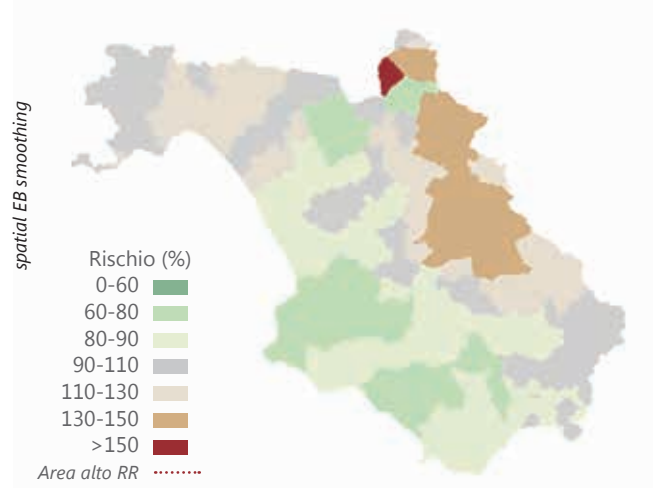 spatial EB smoothing
Rischio (%)
0-60
60-80
80-90
90-110
110-130
130-150
>150
Area alto RR